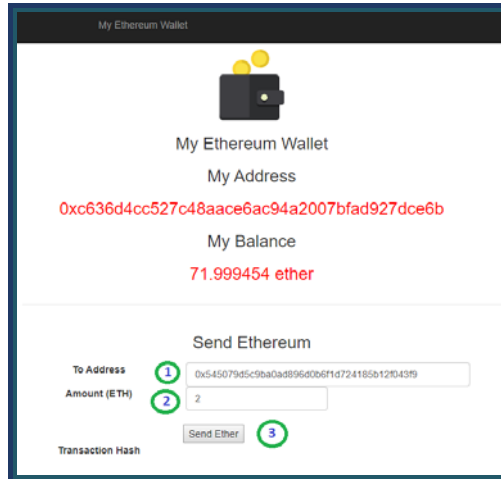 My Ethereum Wallet
My Ethereum Wallet
My Address
0xc636d4cc527c48aace6ac94a2007bfad927dce6b
My Balance
71.999454 ether
Send Ethereum
To Address 1 0x545079d5c9ba0ad896d0b6f1d724185b12f043f9
Amount (ETH) 2 2
Send Ether 3
Transaction Hash